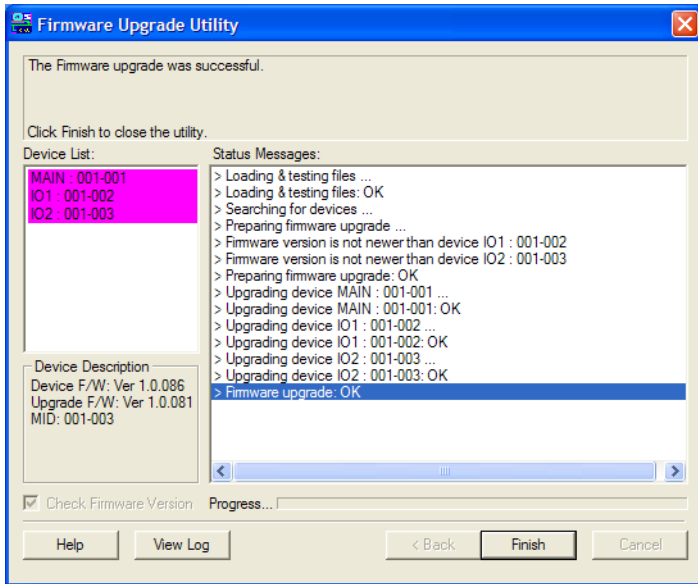 Firmware Upgrade Utility
The Firmware upgrade was successful.
Click Finish to close the utility.
Device List:
MAIN : 001-001
IO1 : 001-002
IO2 : 001-003
Status Messages:
> Loading & testing files ...
> Loading & testing files: OK
> Searching for devices ...
> Preparing firmware upgrade ...
> Firmware version is not newer than device IO1 : 001-002
> Firmware version is not newer than device IO2 : 001-003
> Preparing firmware upgrade: OK
> Upgrading device MAIN : 001-001 ...
> Upgrading device MAIN : 001-001: OK
> Upgrading device IO1 : 001-002 ...
> Upgrading device IO1 : 001-002: OK
> Upgrading device IO2 : 001-003 ...
> Upgrading device IO2 : 001-003: OK
> Firmware upgrade: OK
Device Description
Device F/W: Ver 1.0.086
Upgrade F/W: Ver 1.0.081
MID: 001-003
Check Firmware Version
Progress...
Help
View Log
< Back
Finish
Cancel